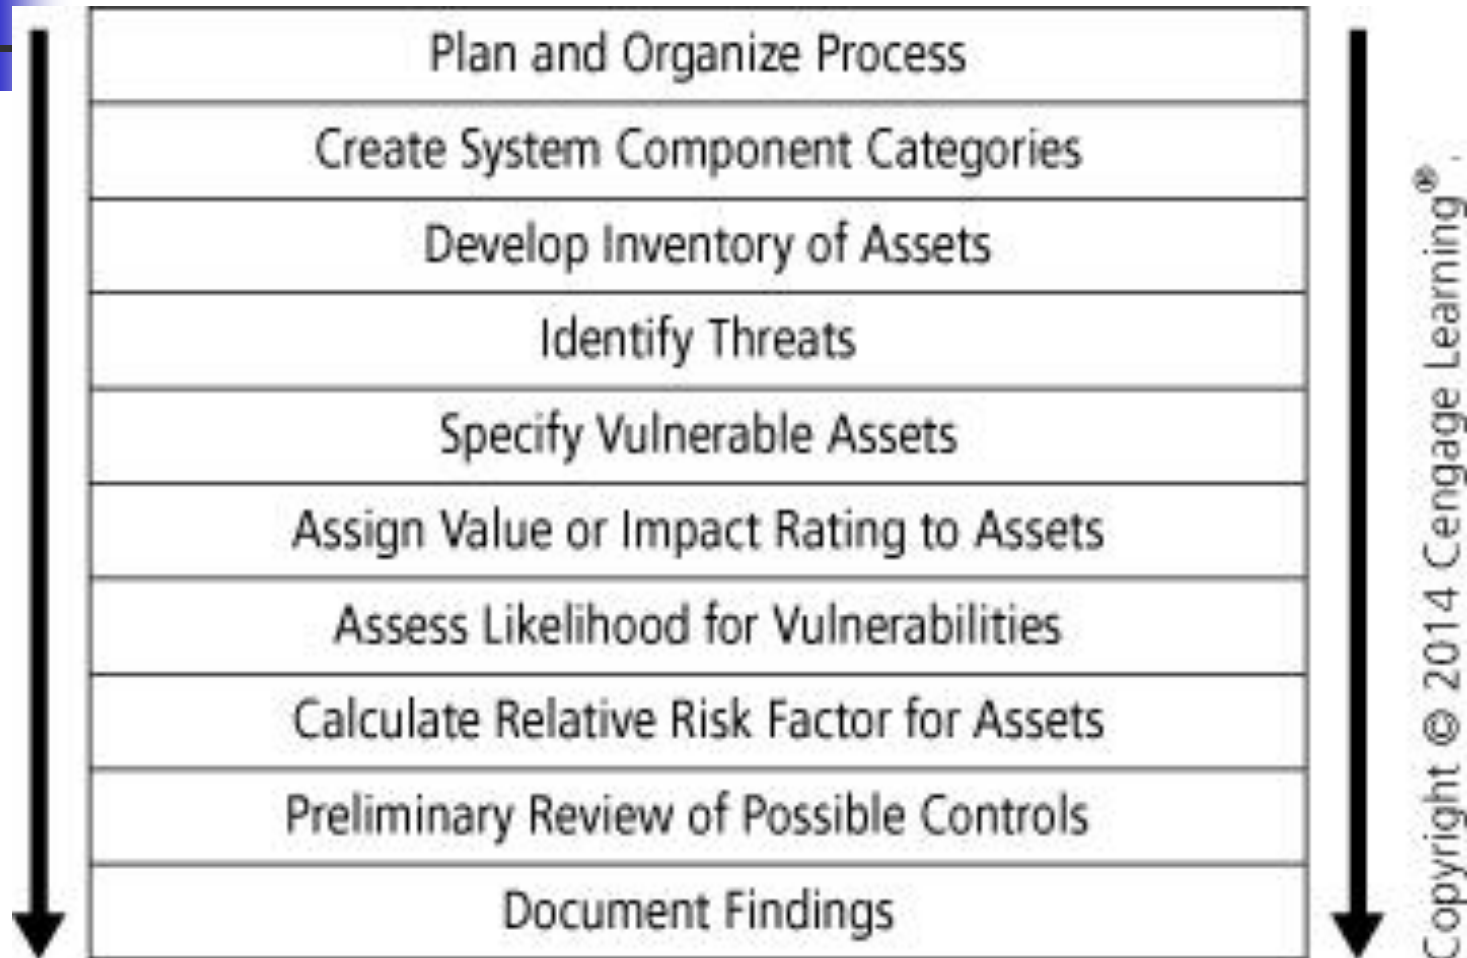 Plan and Organize Process
Create System Component Categories
Develop Inventory of Assets
Identify Threats
Specify Vulnerable Assets
Assign Value or Impact Rating to Assets
Assess Likelihood for Vulnerabilities
Calculate Relative Risk Factor for Assets
Preliminary Review of Possible Controls
Document Findings
Copyright © 2014 Cengage Learning®.